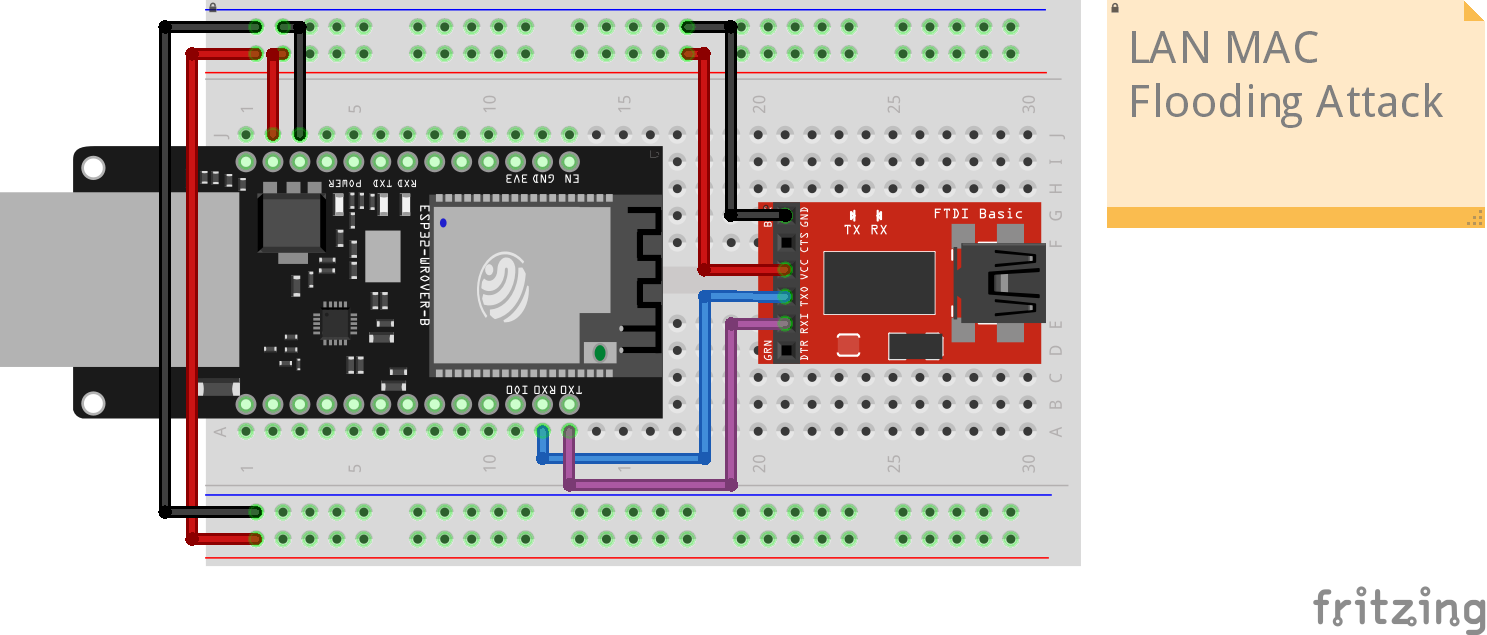 LAN MAC
Flooding Attack
1 5 10 15 20 25 30
J J
I
H
G
F
3V3 GND EN
POWER TXD RXD
ESP32-WROVER-B
FTDI Basic
TX RX
GND
CTS
VCC
TXO
RXI
DTR
GRN
E
D
C
B
IO0 RXD TXD
A A
1 5 10 1 20 25 30
fritzing